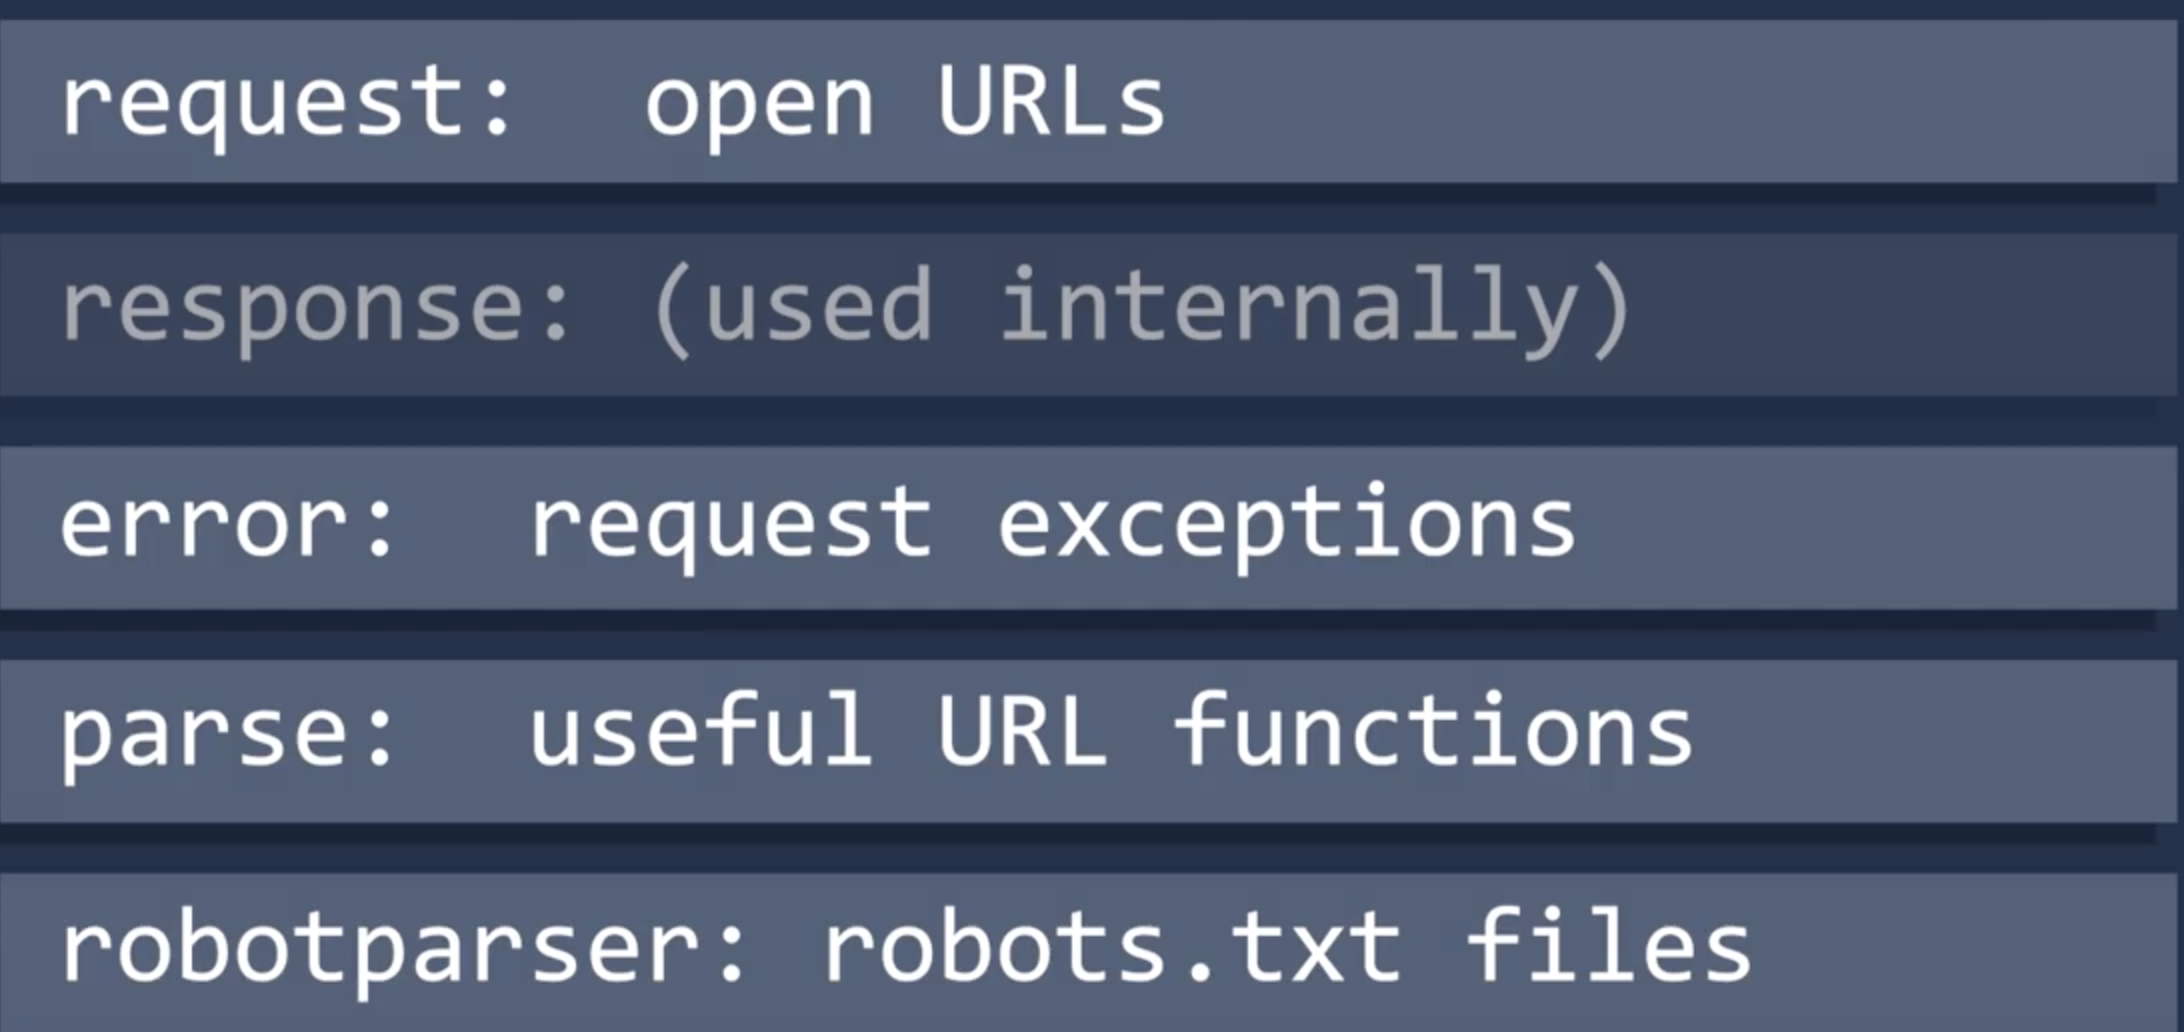 request:  open URLs
response: (used internally)
error:  request exceptions
parse:  useful URL functions
robotparser: robots.txt files